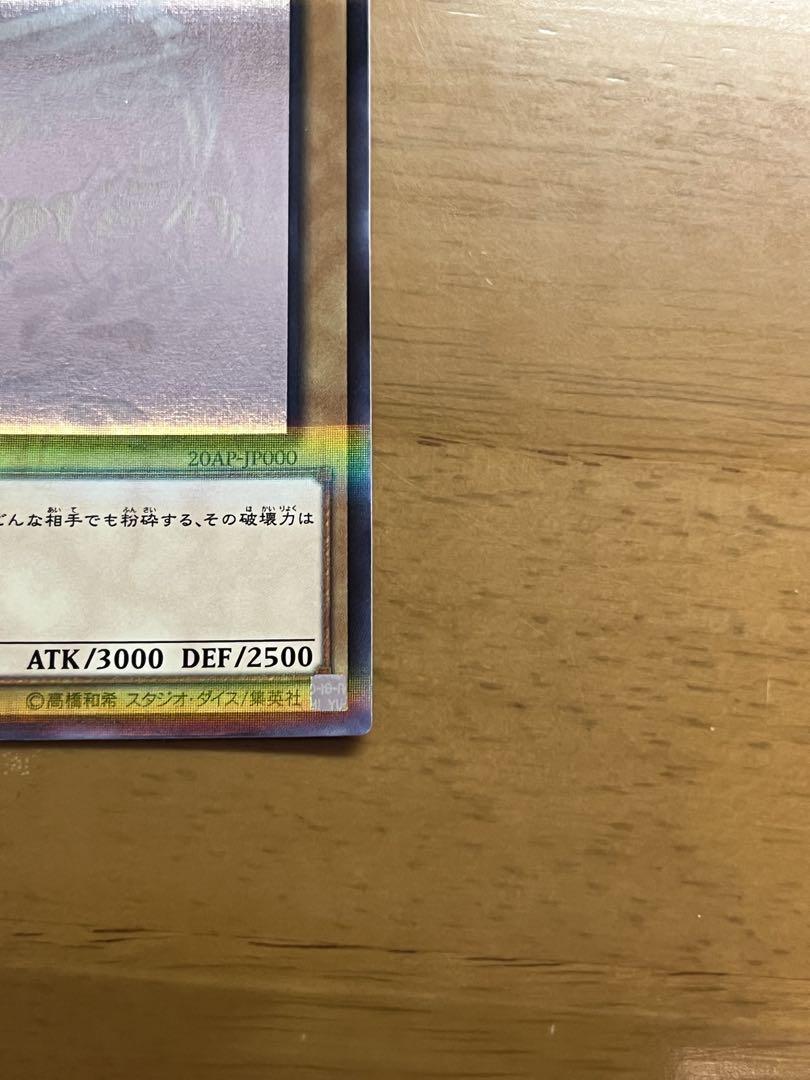 20AP-JP000
どんな相手でも粉砕する、その破壊力は
ATK/3000 DEF/2500
©高橋和希 スタジオ・ダイス/集英社